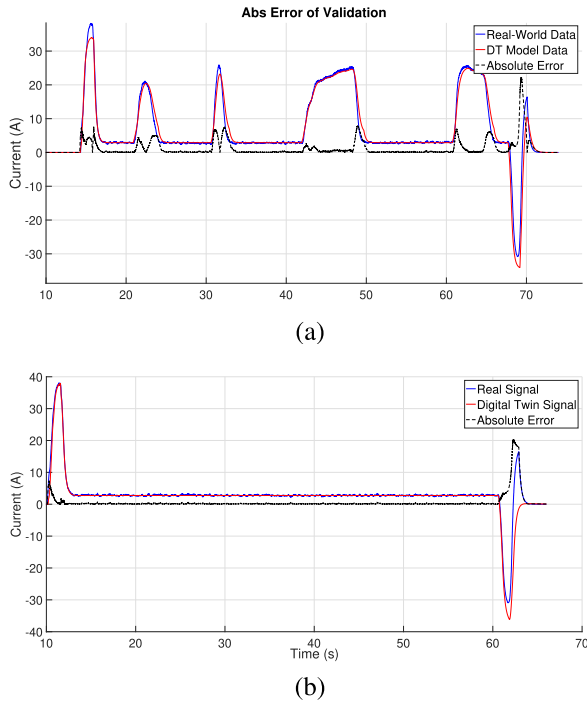 Abs Error of Validation
Real-World Data
DT Model Data
Absolute Error
Current (A)
30
20
10
0
-10
-20
-30
10 20 30 40 50 60 70
(a)
Real Signal
Digital Twin Signal
Absolute Error
Current (A)
40
30
20
10
0
-10
-20
-30
-40
10 20 30 40 50 60 70
Time (s)
(b)